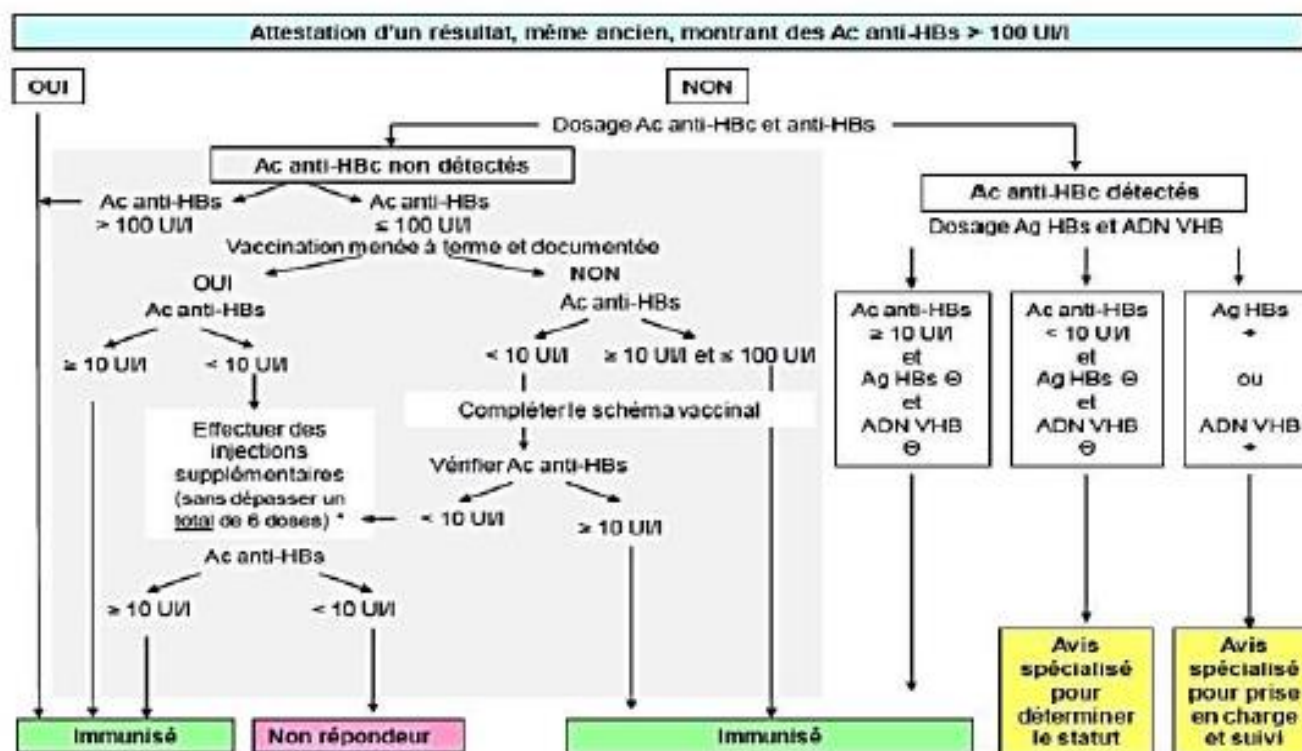 Attestation d'un résultat, même ancien, montrant des Ac anti-HBs > 100 UI/l
OUI
NON
Dosage Ac anti-HBc et anti-HBs
Ac anti-HBc non détectés
Ac anti-HBc détectés
Ac anti-HBs
> 100 UI/l
Ac anti-HBs
≤ 100 UI/l
Dosage Ag HBs et ADN VHB
Vaccination menée à terme et documentée
OUI
Ac anti-HBs
NON
Ac anti-HBs
≥ 10 UI/l
< 10 UI/l
< 10 UI/l
≥ 10 UI/l et ≤ 100 UI/l
Ac anti-HBs
≥ 10 UI/l
et
Ag HBs ⊖
et
ADN VHB
⊖
Ac anti-HBs
< 10 UI/l
et
Ag HBs ⊖
et
ADN VHB
⊖
Ag HBs
+
ou
ADN VHB
+
Effectuer des
injections
supplémentaires
(sans dépasser un
total de 6 doses) *
Compléter le schéma vaccinal
Vérifier Ac anti-HBs
< 10 UI/l
≥ 10 UI/l
Ac anti-HBs
≥ 10 UI/l
< 10 UI/l
Immunisé
Non répondeur
Immunisé
Avis
spécialisé
pour
déterminer
le statut
Avis
spécialisé
pour prise
en charge
et suivi